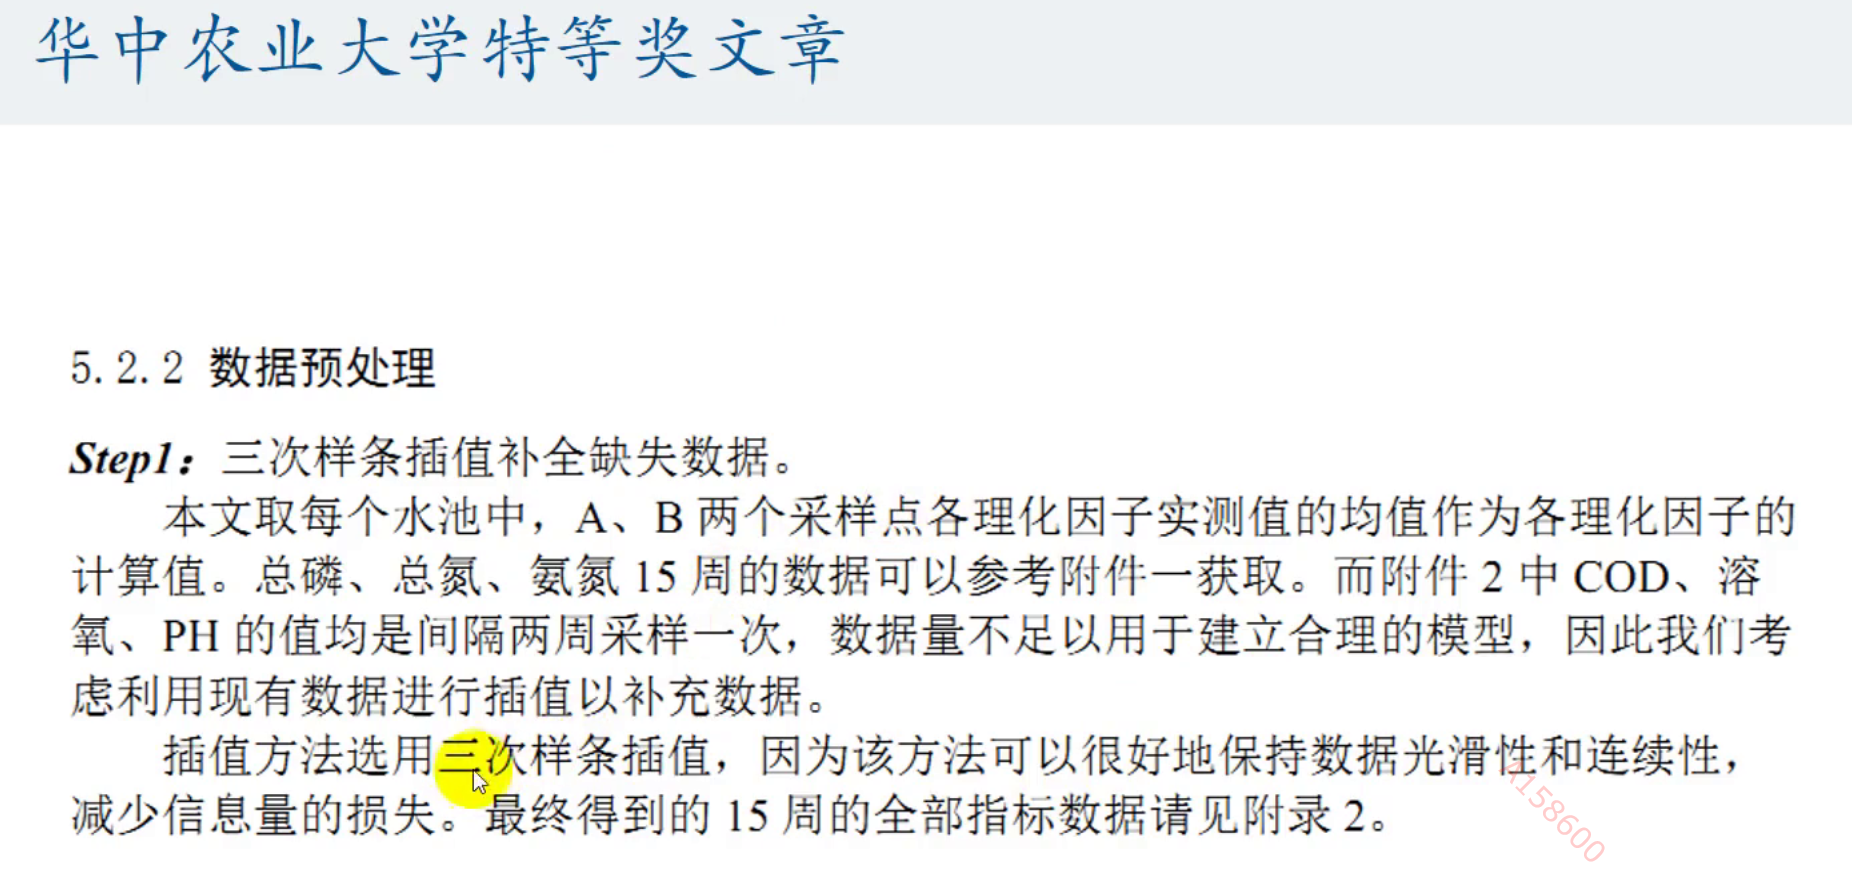 华中农业大学特等奖文章
5.2.2 数据预处理
Step1：三次样条插值补全缺失数据。
本文取每个水池中，A、B 两个采样点各理化因子实测值的均值作为各理化因子的
计算值。总磷、总氮、氨氮 15 周的数据可以参考附件一获取。而附件 2 中 COD、溶
氧、PH 的值均是间隔两周采样一次，数据量不足以用于建立合理的模型，因此我们考
虑利用现有数据进行插值以补充数据。
插值方法选用三次样条插值，因为该方法可以很好地保持数据光滑性和连续性，
减少信息量的损失。最终得到的 15 周的全部指标数据请见附录 2。
A158600